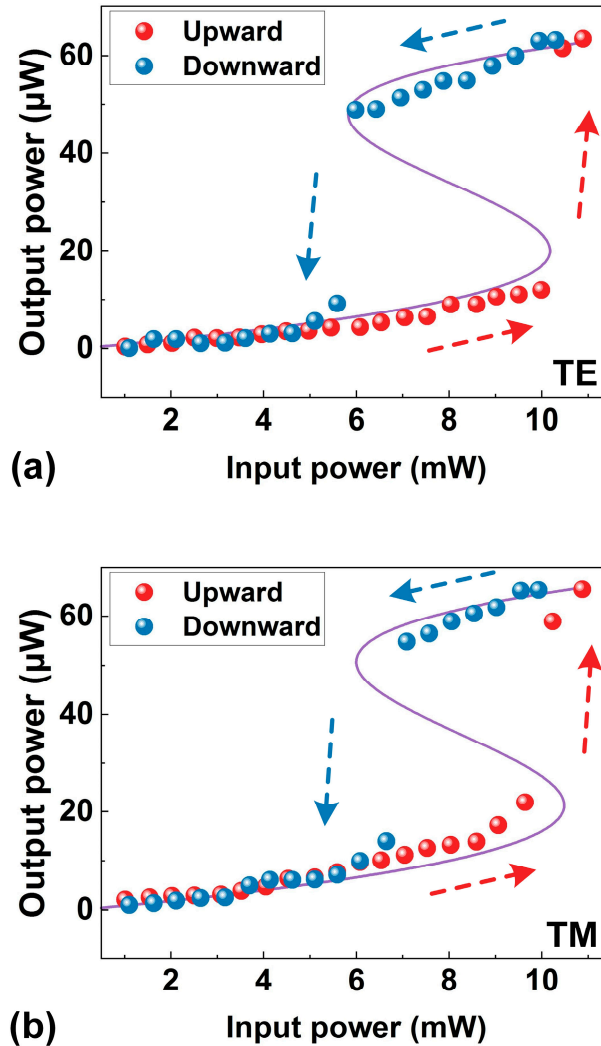 Upward
Downward
Output power (µW)
60
40
20
0
2 4 6 8 10
Input power (mW)
TE
(a)
Upward
Downward
Output power (µW)
60
40
20
0
2 4 6 8 10
Input power (mW)
TM
(b)